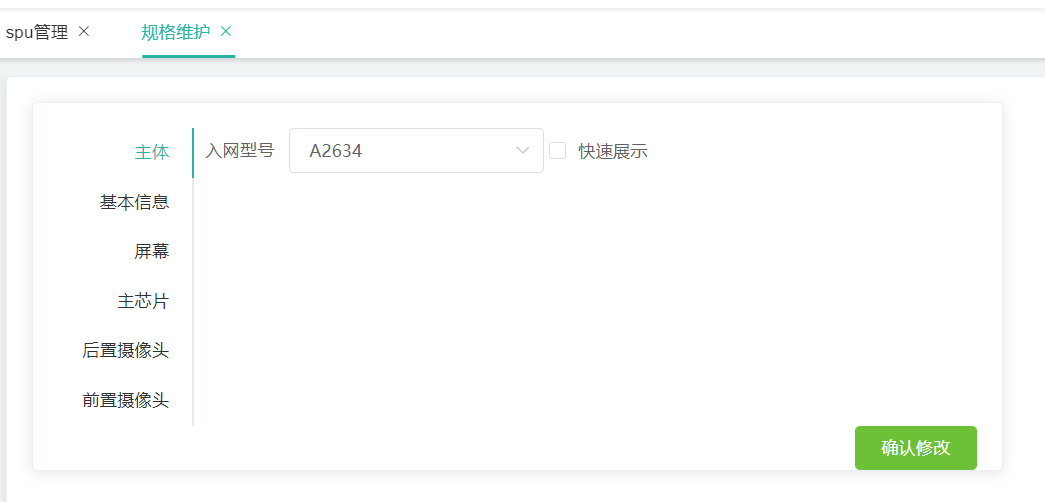 spu管理 规格维护
主体 入网型号 A2634 快速展示
基本信息
屏幕
主芯片
后置摄像头
前置摄像头
确认修改